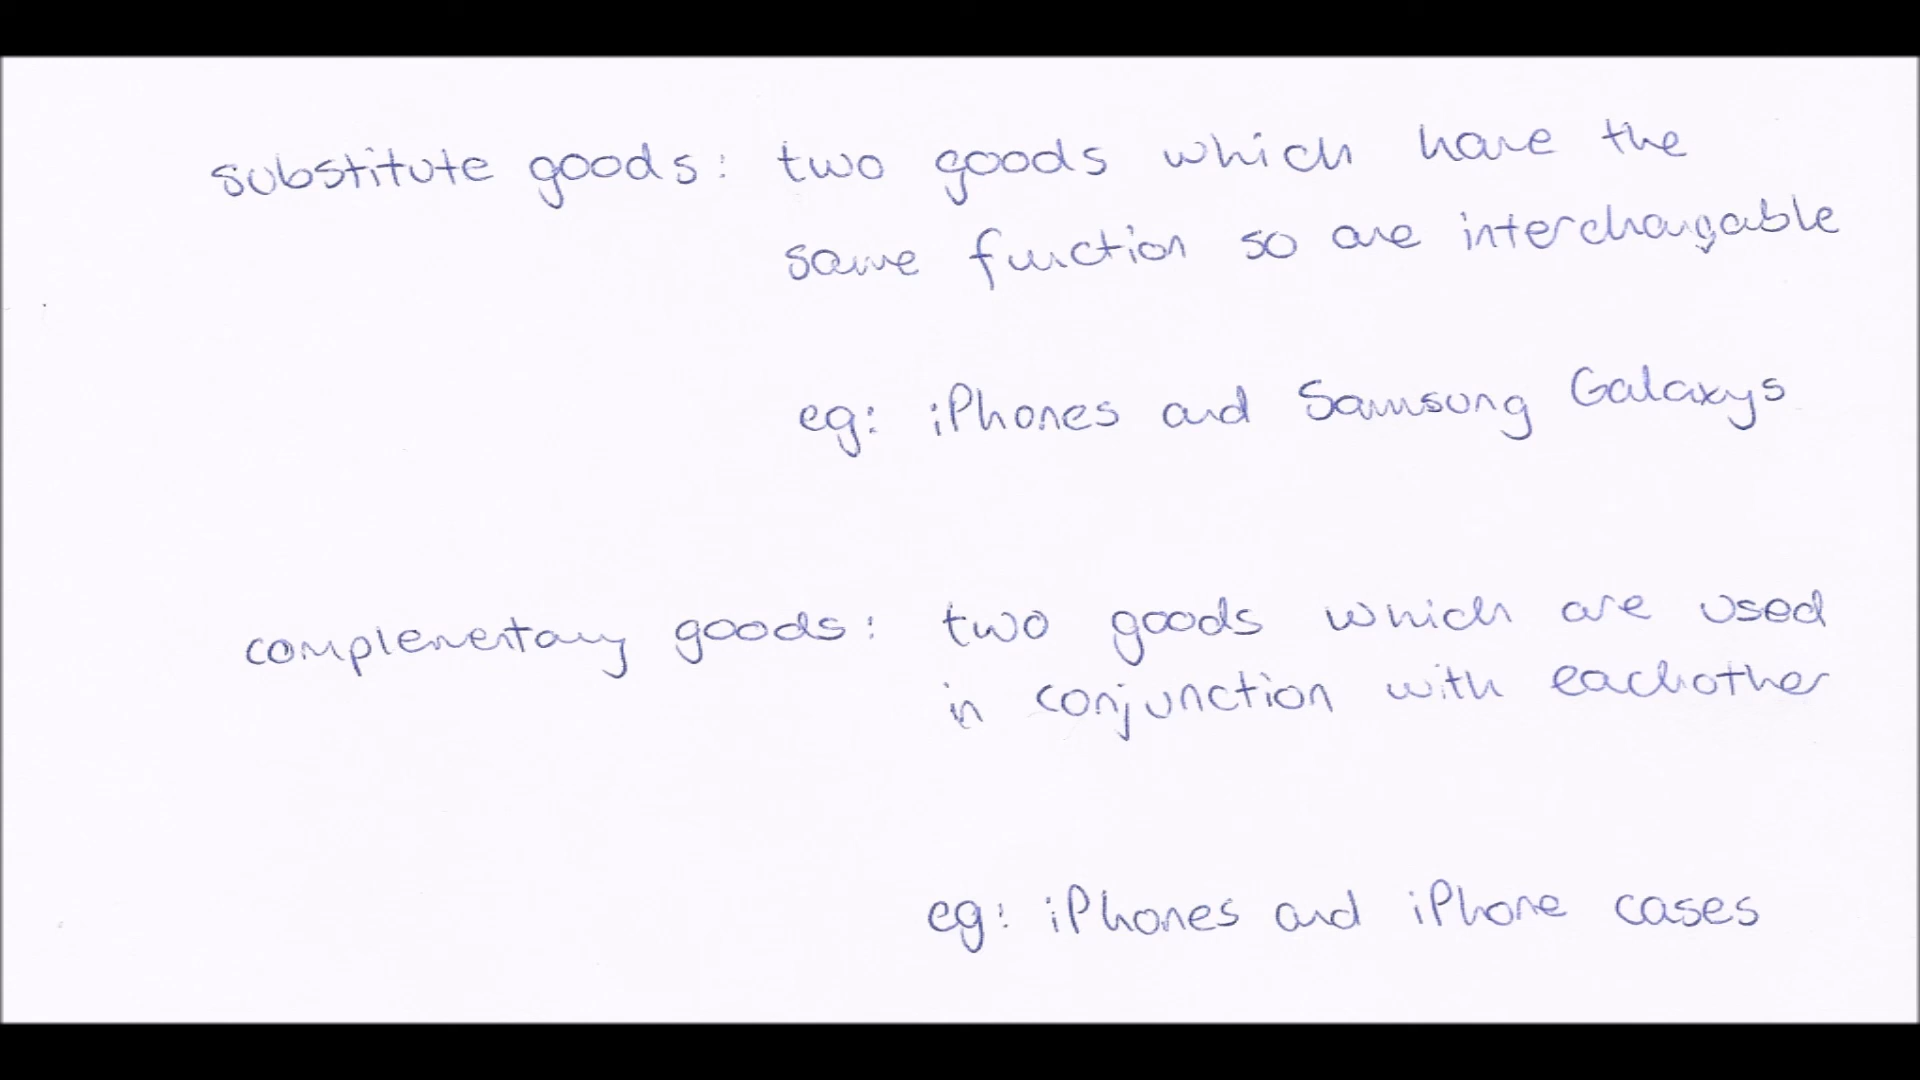 substitute goods: two goods which have the
same function so are interchangable
eg: iPhones and Samsung Galaxys
complementary goods: two goods which are used
in conjunction with eachother
eg: iPhones and iPhone cases